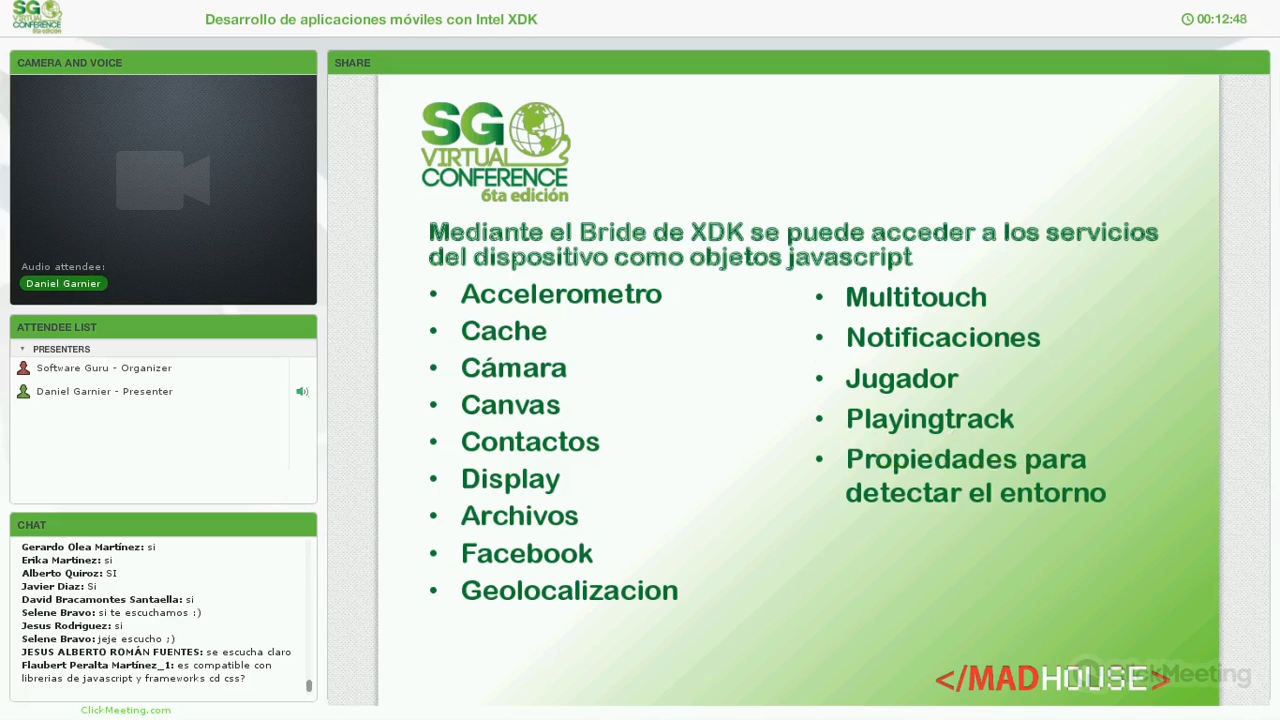 SG
VIRTUAL
CONFERENCE
6ta edición
Desarrollo de aplicaciones móviles con Intel XDK
00:12:48
CAMERA AND VOICE
Audio attendee:
Daniel Garnier
ATTENDEE LIST
PRESENTERS
Software Guru - Organizer
Daniel Garnier - Presenter
CHAT
Gerardo Olea Martínez: si
Erika Martinez: si
Alberto Quiroz: SI
Javier Diaz: Si
David Bracamontes Santaella: si
Selene Bravo: si te escuchamos :)
Jesus Rodriguez: si
Selene Bravo: jeje escucho ;)
JESUS ALBERTO ROMÁN FUENTES: se escucha claro
Flaubert Peralta Martínez_1: es compatible con
librerias de javascript y frameworks cd css?
ClickMeeting.com
SHARE
SG
VIRTUAL
CONFERENCE
6ta edición
Mediante el Bride de XDK se puede acceder a los servicios
del dispositivo como objetos javascript
• Accelerometro
• Cache
• Cámara
• Canvas
• Contactos
• Display
• Archivos
• Facebook
• Geolocalizacion
• Multitouch
• Notificaciones
• Jugador
• Playingtrack
• Propiedades para
detectar el entorno
</MADHOUSE>
ClickMeeting